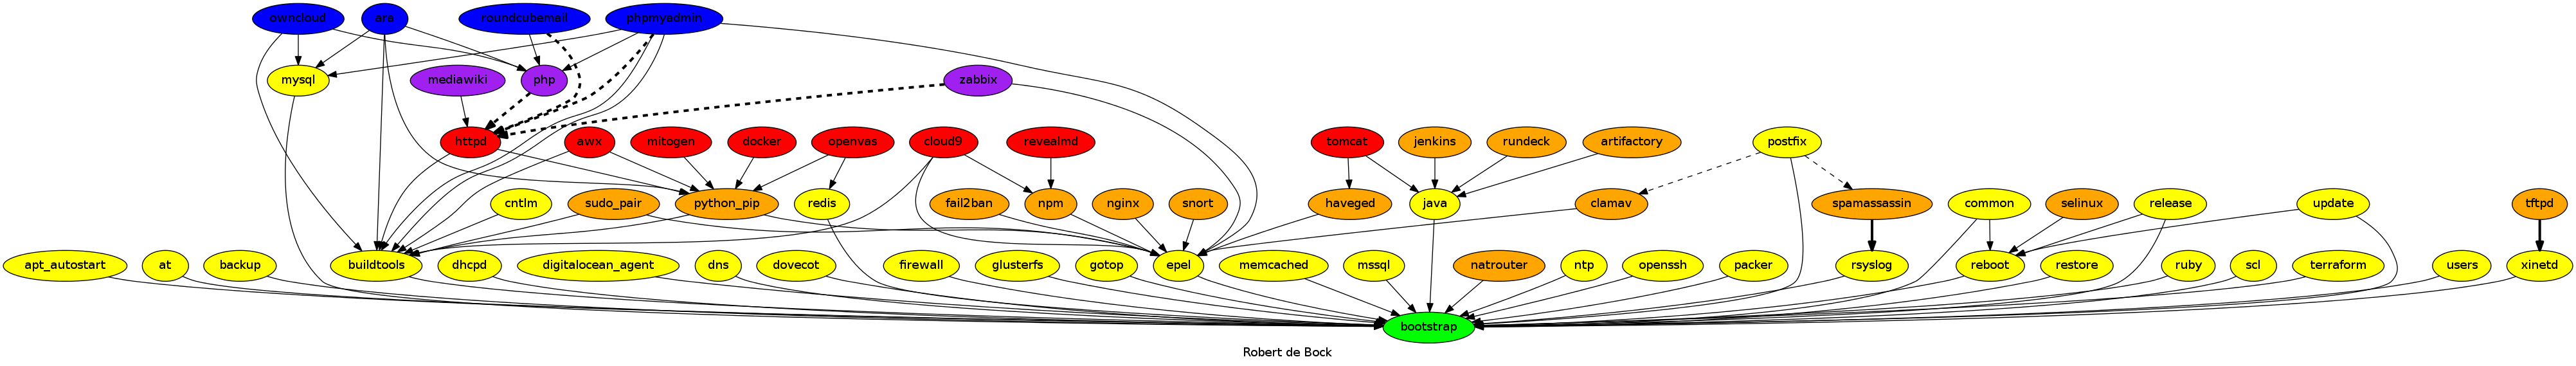 owncloud
ara
roundcubemail
phpmyadmin
mysql
mediawiki
php
zabbix
httpd
awx
mitogen
docker
openvas
cloud9
revealmd
tomcat
jenkins
rundeck
artifactory
postfix
cntlm
sudo_pair
python_pip
redis
fail2ban
npm
nginx
snort
haveged
java
clamav
spamassassin
common
selinux
release
update
tftpd
apt_autostart
at
backup
buildtools
dhcpd
digitalocean_agent
dns
dovecot
firewall
glusterfs
gotop
epel
memcached
mssql
natrouter
ntp
openssh
packer
rsyslog
reboot
restore
ruby
scl
terraform
users
xinetd
bootstrap
Robert de Bock